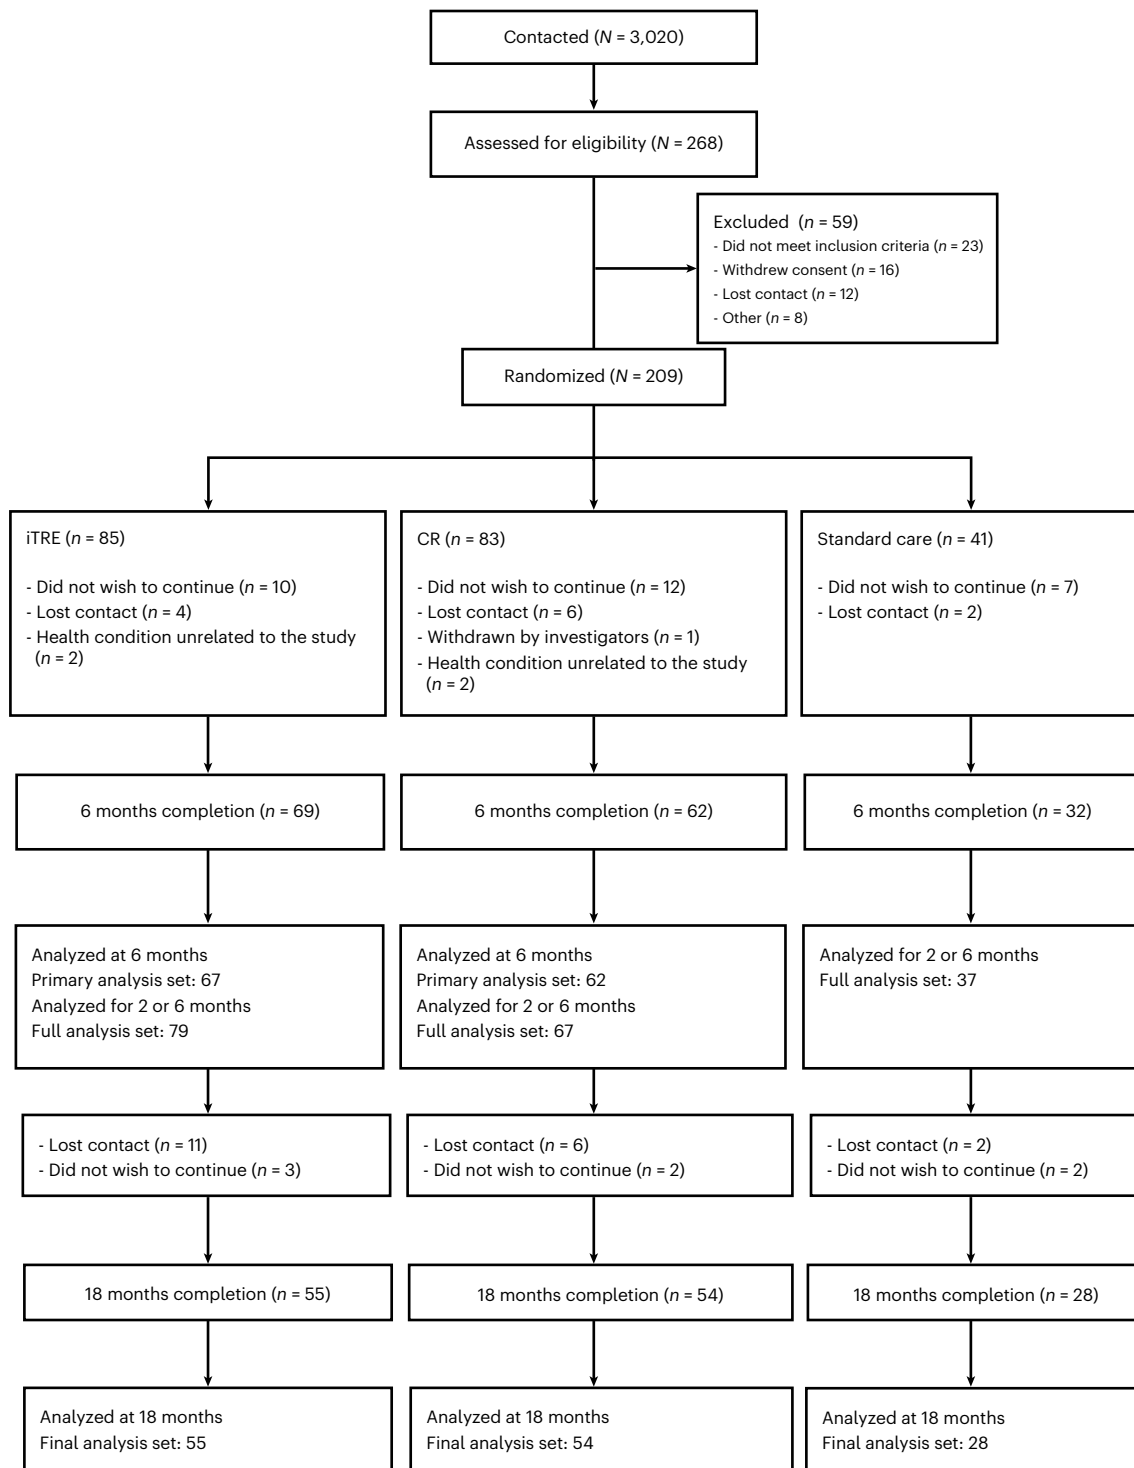 Contacted (N = 3,020)
Assessed for eligibility (N = 268)
Excluded (n = 59)
- Did not meet inclusion criteria (n = 23)
- Withdrew consent (n = 16)
- Lost contact (n = 12)
- Other (n = 8)
Randomized (N = 209)
iTRE (n = 85)
- Did not wish to continue (n = 10)
- Lost contact (n = 4)
- Health condition unrelated to the study
(n = 2)
CR (n = 83)
- Did not wish to continue (n = 12)
- Lost contact (n = 6)
- Withdrawn by investigators (n = 1)
- Health condition unrelated to the study
(n = 2)
Standard care (n = 41)
- Did not wish to continue (n = 7)
- Lost contact (n = 2)
6 months completion (n = 69)
6 months completion (n = 62)
6 months completion (n = 32)
Analyzed at 6 months
Primary analysis set: 67
Analyzed for 2 or 6 months
Full analysis set: 79
Analyzed at 6 months
Primary analysis set: 62
Analyzed for 2 or 6 months
Full analysis set: 67
Analyzed for 2 or 6 months
Full analysis set: 37
- Lost contact (n = 11)
- Did not wish to continue (n = 3)
- Lost contact (n = 6)
- Did not wish to continue (n = 2)
- Lost contact (n = 2)
- Did not wish to continue (n = 2)
18 months completion (n = 55)
18 months completion (n = 54)
18 months completion (n = 28)
Analyzed at 18 months
Final analysis set: 55
Analyzed at 18 months
Final analysis set: 54
Analyzed at 18 months
Final analysis set: 28